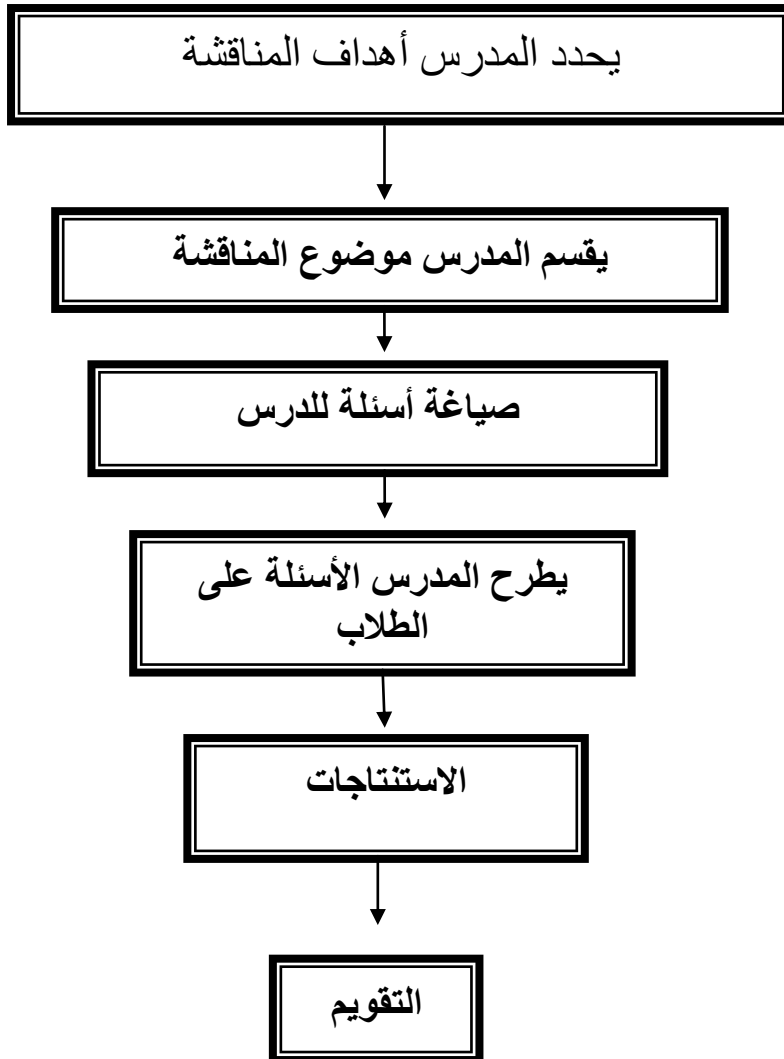 يحدد المدرس أهداف المناقشة
يقسم المدرس موضوع المناقشة
صياغة أسئلة للدرس
يطرح المدرس الأسئلة على
الطلاب
الاستنتاجات
التقويم